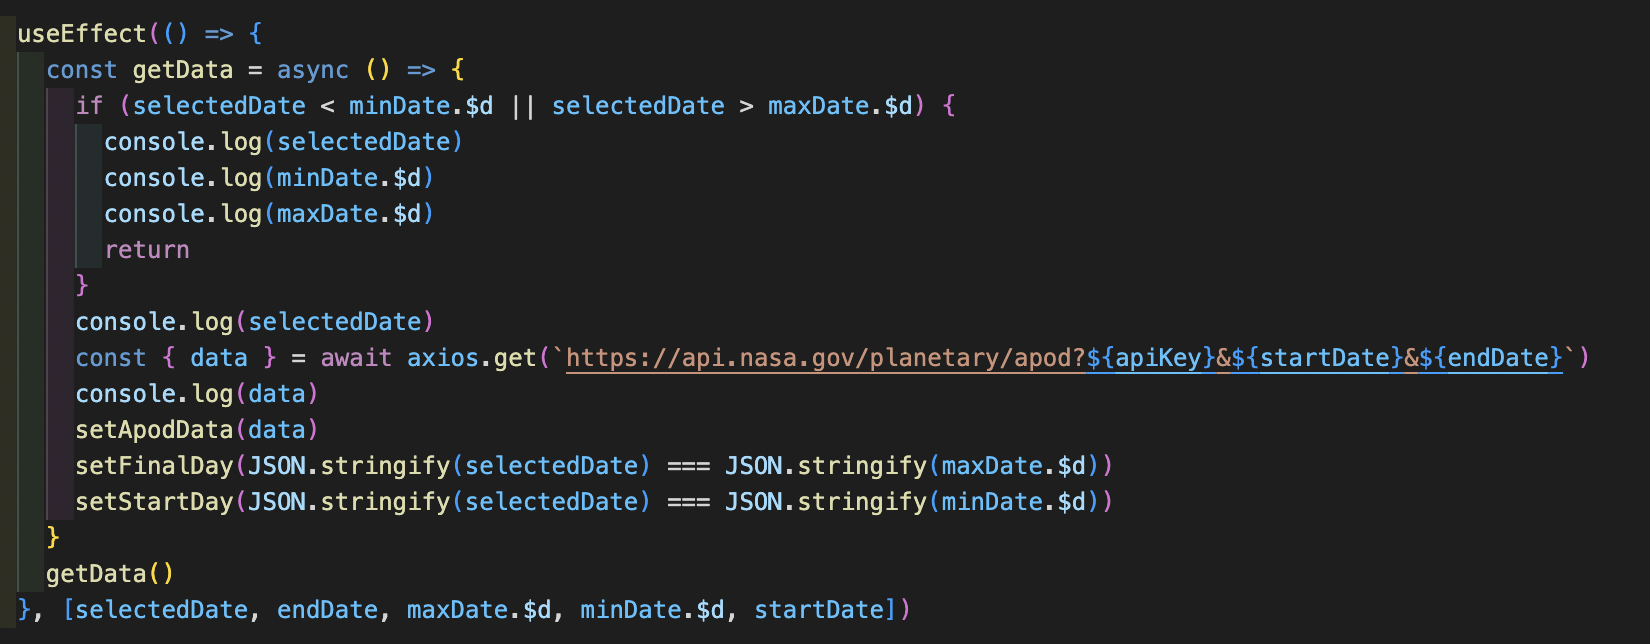 useEffect(() => {
const getData = async () => {
if (selectedDate < minDate.$d || selectedDate > maxDate.$d) {
console.log(selectedDate)
console.log(minDate.$d)
console.log(maxDate.$d)
return
}
console.log(selectedDate)
const { data } = await axios.get(`https://api.nasa.gov/planetary/apod?${apiKey}&${startDate}&${endDate}`)
console.log(data)
setApodData(data)
setFinalDay(JSON.stringify(selectedDate) === JSON.stringify(maxDate.$d))
setStartDay(JSON.stringify(selectedDate) === JSON.stringify(minDate.$d))
}
getData()
}, [selectedDate, endDate, maxDate.$d, minDate.$d, startDate])